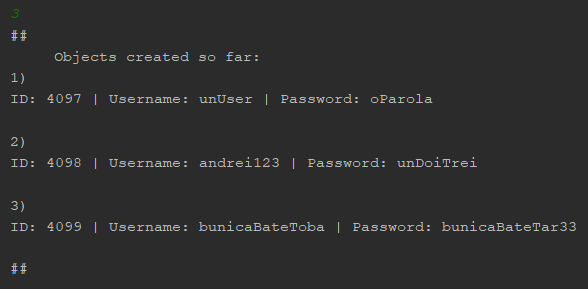 3
##
Objects created so far:
1)
ID: 4097 | Username: unUser | Password: oParola
2)
ID: 4098 | Username: andrei123 | Password: unDoiTrei
3)
ID: 4099 | Username: bunicaBateToba | Password: bunicaBateTar33
##